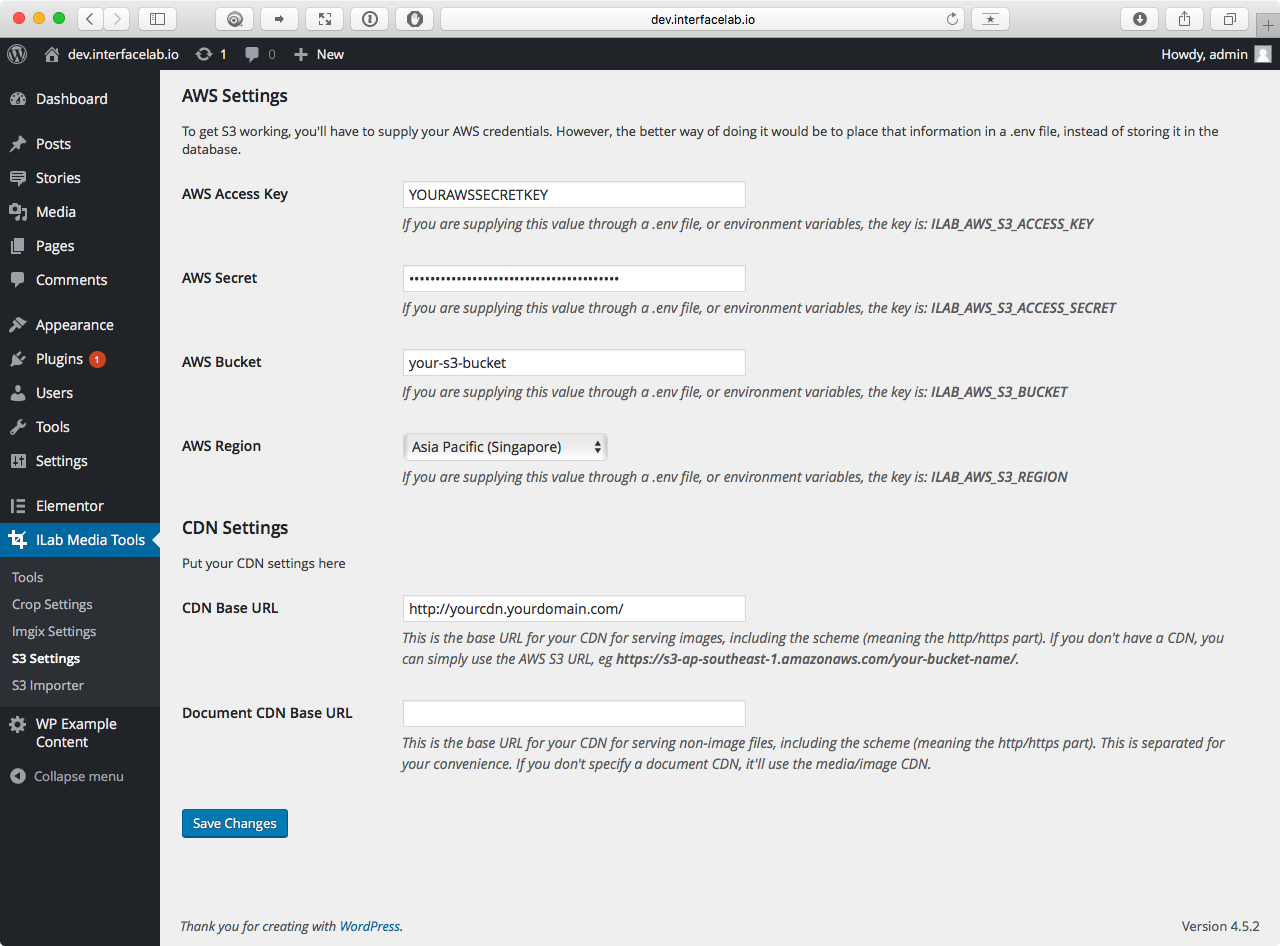 dev.interfacelab.io
dev.interfacelab.io 1 0 New Howdy, admin
Dashboard
Posts
Stories
Media
Pages
Comments
Appearance
Plugins 1
Users
Tools
Settings
Elementor
ILab Media Tools
Tools
Crop Settings
Imgix Settings
S3 Settings
S3 Importer
WP Example
Content
Collapse menu
AWS Settings
To get S3 working, you'll have to supply your AWS credentials. However, the better way of doing it would be to place that information in a .env file, instead of storing it in the
database.
AWS Access Key YOURAWSSECRETKEY
If you are supplying this value through a .env file, or environment variables, the key is: ILAB_AWS_S3_ACCESS_KEY
AWS Secret
If you are supplying this value through a .env file, or environment variables, the key is: ILAB_AWS_S3_ACCESS_SECRET
AWS Bucket your-s3-bucket
If you are supplying this value through a .env file, or environment variables, the key is: ILAB_AWS_S3_BUCKET
AWS Region Asia Pacific (Singapore)
If you are supplying this value through a .env file, or environment variables, the key is: ILAB_AWS_S3_REGION
CDN Settings
Put your CDN settings here
CDN Base URL http://yourcdn.yourdomain.com/
This is the base URL for your CDN for serving images, including the scheme (meaning the http/https part). If you don't have a CDN, you
can simply use the AWS S3 URL, eg https://s3-ap-southeast-1.amazonaws.com/your-bucket-name/.
Document CDN Base URL
This is the base URL for your CDN for serving non-image files, including the scheme (meaning the http/https part). This is separated for
your convenience. If you don't specify a document CDN, it'll use the media/image CDN.
Save Changes
Thank you for creating with WordPress. Version 4.5.2